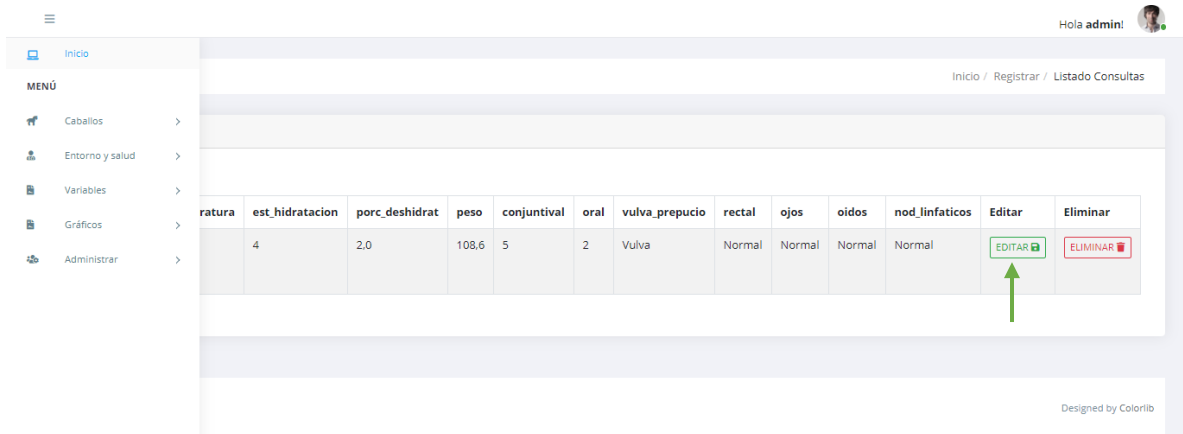 Hola admin!
Inicio
Inicio / Registrar / Listado Consultas
MENÚ
Caballos
Entorno y salud
Variables
Gráficos
Administrar
ratura est_hidratacion porc_deshidrat peso conjuntival oral vulva_prepucio rectal ojos oidos nod_linfaticos Editar Eliminar
4 2,0 108,6 5 2 Vulva Normal Normal Normal Normal EDITAR ELIMINAR
Designed by Colorlib